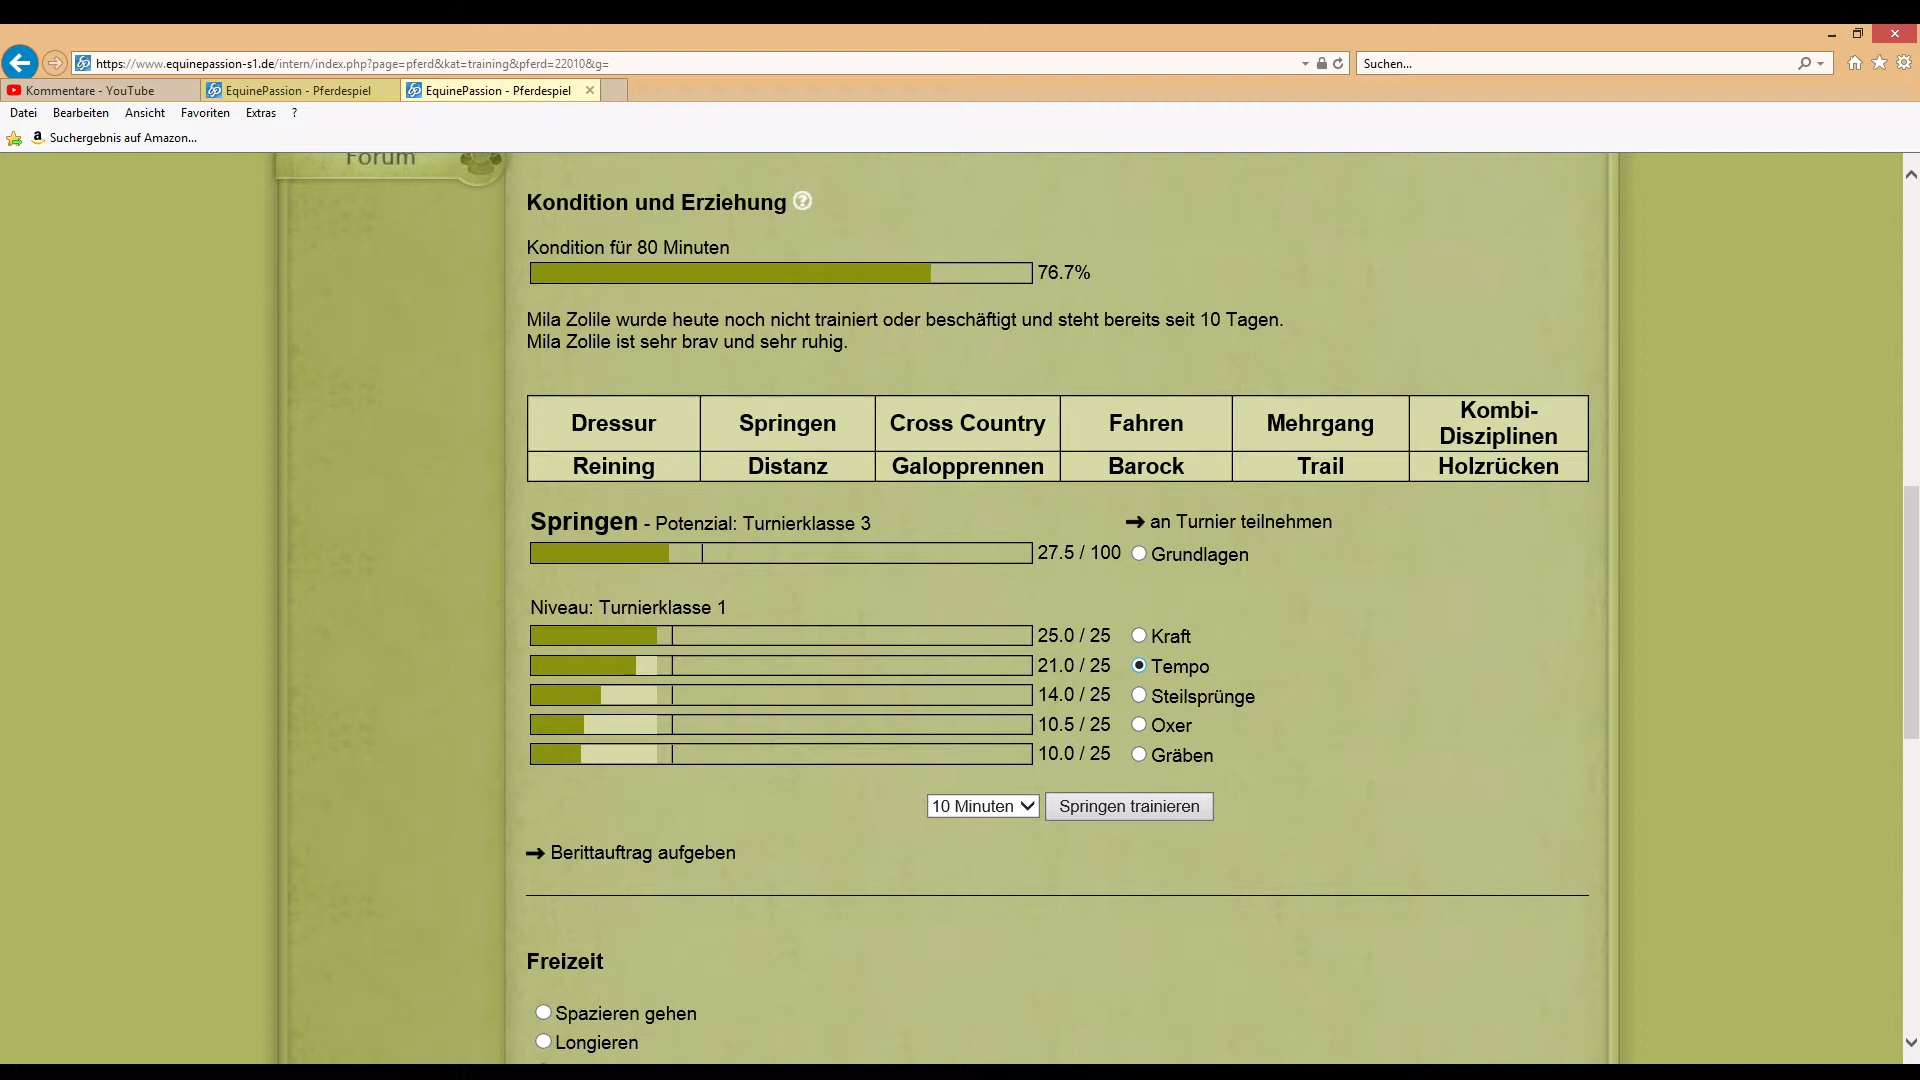 https://www.equinepassion-s1.de/intern/index.php?page=pferd&kat=training&pferd=22010&g=
Suchen...
Kommentare - YouTube
EquinePassion - Pferdespiel
EquinePassion - Pferdespiel
Datei Bearbeiten Ansicht Favoriten Extras ?
a Suchergebnis auf Amazon...
Forum
Kondition und Erziehung ?
Kondition für 80 Minuten
76.7%
Mila Zolile wurde heute noch nicht trainiert oder beschäftigt und steht bereits seit 10 Tagen.
Mila Zolile ist sehr brav und sehr ruhig.
Dressur Springen Cross Country Fahren Mehrgang Kombi-
Disziplinen
Reining Distanz Galopprennen Barock Trail Holzrücken
Springen - Potenzial: Turnierklasse 3 an Turnier teilnehmen
27.5 / 100 Grundlagen
Niveau: Turnierklasse 1
25.0 / 25 Kraft
21.0 / 25 Tempo
14.0 / 25 Steilsprünge
10.5 / 25 Oxer
10.0 / 25 Gräben
10 Minuten Springen trainieren
Berittauftrag aufgeben
Freizeit
Spazieren gehen
Longieren